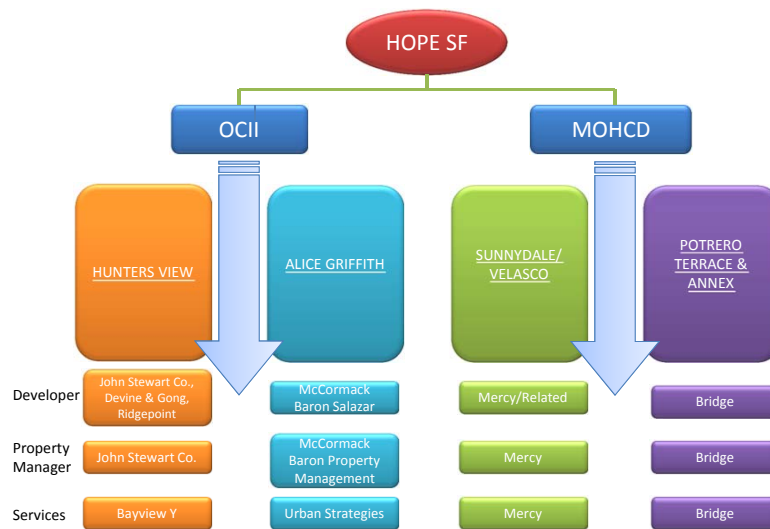 HOPE SF
OCII
MOHCD
HUNTERS VIEW
ALICE GRIFFITH
SUNNYDALE/
VELASCO
POTRERO
TERRACE &
ANNEX
Developer
John Stewart Co.,
Devine & Gong,
Ridgepoint
McCormack
Baron Salazar
Mercy/Related
Bridge
Property
Manager
John Stewart Co.
McCormack
Baron Property
Management
Mercy
Bridge
Services
Bayview Y
Urban Strategies
Mercy
Bridge